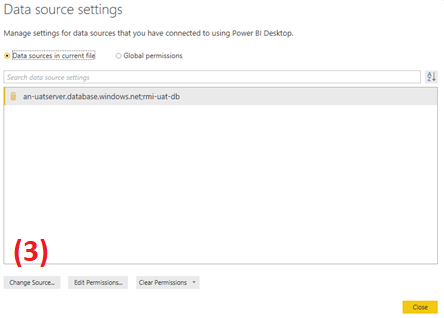 Data source settings
Manage settings for data sources that you have connected to using Power BI Desktop.
Data sources in current file
Global permissions
Search data source settings
an-uatserver.database.windows.net;rmi-uat-db
(3)
Change Source...
Edit Permissions...
Clear Permissions
Close